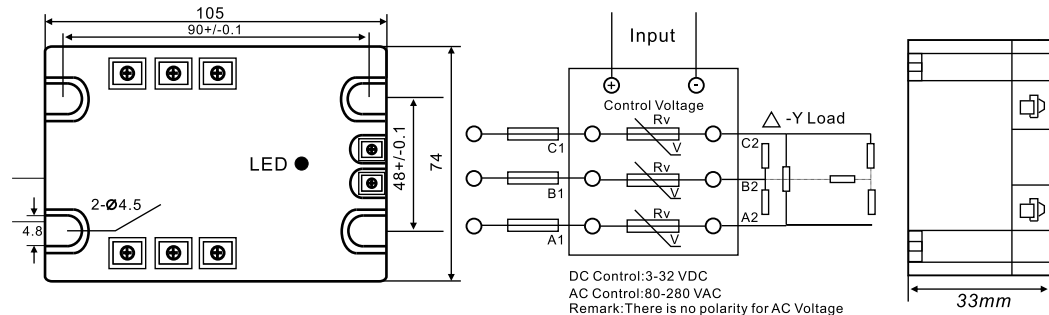 105
90+/-0.1
LED
48+/-0.1
74
2-Ø4.5
4.8
Input
+
-
Control Voltage
Rv
V
C1
C2
△ -Y Load
Rv
V
B1
B2
Rv
V
A1
A2
DC Control:3-32 VDC
AC Control:80-280 VAC
Remark:There is no polarity for AC Voltage
33mm